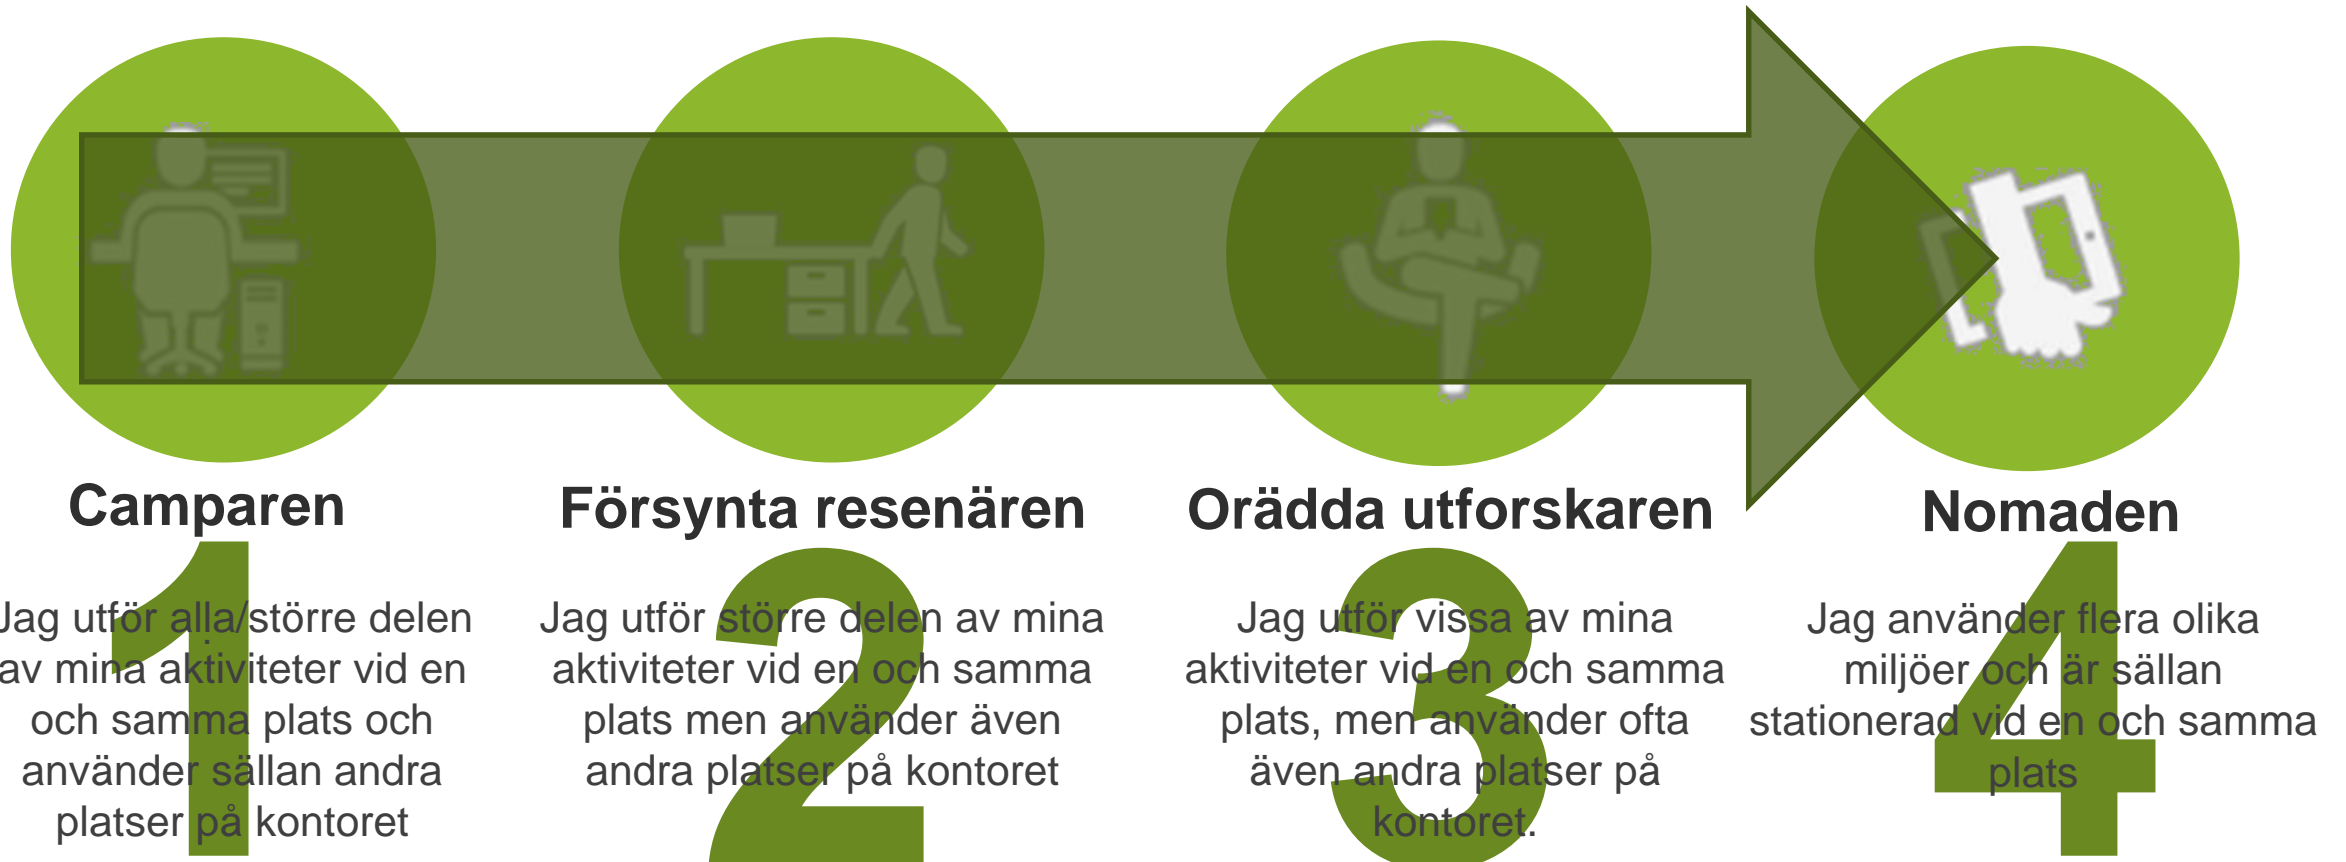 Camparen
1
Jag utför alla/större delen
av mina aktiviteter vid en
och samma plats och
använder sällan andra
platser på kontoret
Försynta resenären
2
Jag utför större delen av mina
aktiviteter vid en och samma
plats men använder även
andra platser på kontoret
Orädda utforskaren
3
Jag utför vissa av mina
aktiviteter vid en och samma
plats, men använder ofta
även andra platser på
kontoret.
Nomaden
4
Jag använder flera olika
miljöer och är sällan
stationerad vid en och samma
plats